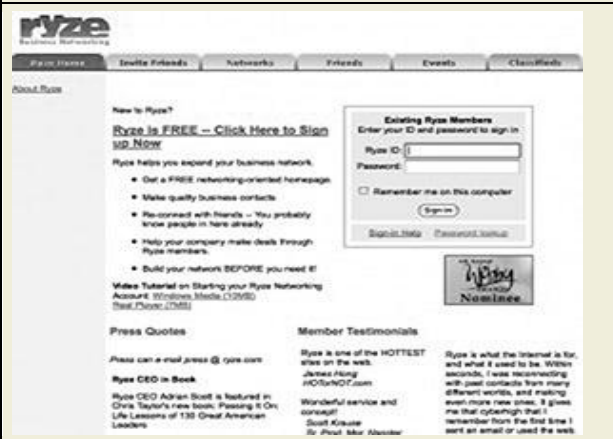 ryze
Business Networking
Ryze Home
Invite Friends
Networks
Friends
Events
Classifieds
About Ryze
New to Ryze?
Ryze is FREE -- Click Here to Sign
up Now
Ryze helps you expand your business network.
• Get a FREE networking-oriented homepage.
• Make quality business contacts
• Re-connect with friends -- You probably
know people in here already
• Help your company make deals through
Ryze members.
• Build your network BEFORE you need it!
Video Tutorial on Starting your Ryze Networking
Account: Windows Media (10MB)
Real Player (7MB)
Existing Ryze Members
Enter your ID and password to sign in
Ryze ID:
Password:
Remember me on this computer
Sign-in
Sign-in Help
Password lookup
Webby
Nominee
Press Quotes
Press can e-mail press @ ryze.com
Ryze CEO in Book
Ryze CEO Adrian Scott is featured in
Chris Taylor's new book: Passing It On:
Life Lessons of 130 Great American
Leaders
Member Testimonials
Ryze is one of the HOTTEST
sites on the web.
James Hong
HOTorNOT.com
Wonderful service and
concept!
Scott Krause
Sr. Prod. Mgr.
Ryze is what the Internet is for,
and what it used to be. Within
seconds, I was reconnecting
with past contacts from many
different worlds, and making
even more new ones. It gives
me that cyberhigh that I
remember from the first time I
sent an email or used the web.